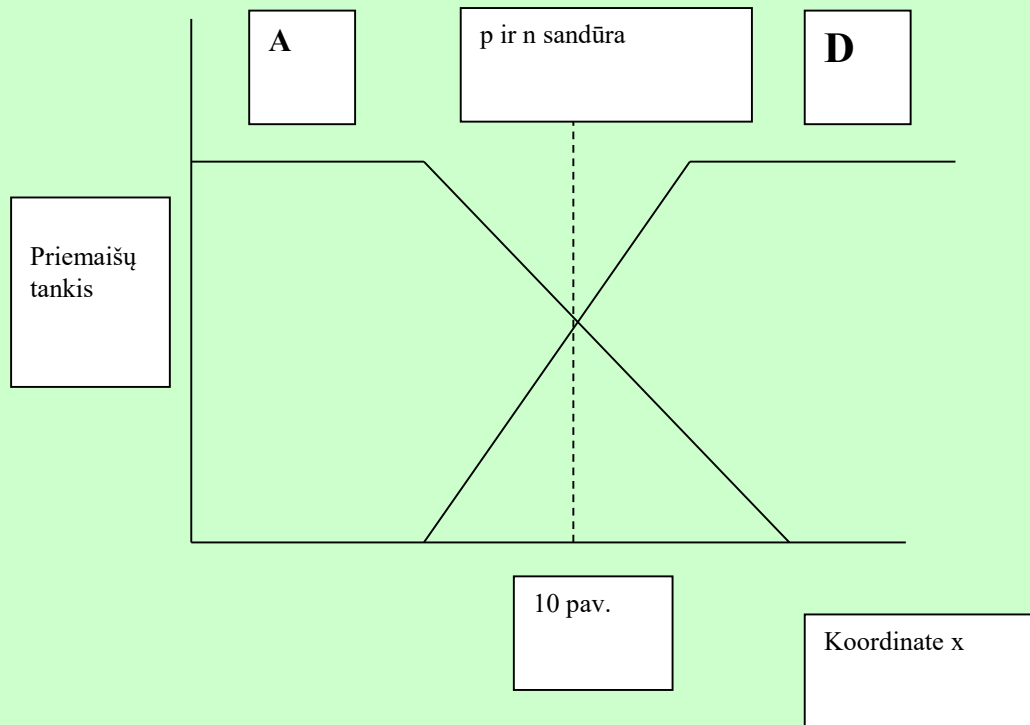 A
p ir n sandūra
D
Priemaišų
tankis
10 pav.
Koordinate x